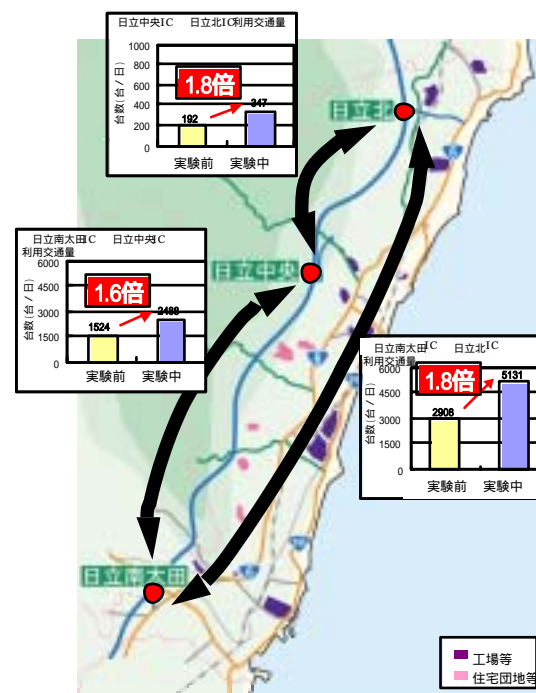 日立中央IC 日立北IC利用交通量
台数(台/日)
1000
800
600
400
200
0
1.8倍
192
347
実験前 実験中
日立北
日立南太田IC 日立中央IC
利用交通量
台数(台/日)
6000
4500
3000
1500
0
1.6倍
1524
2488
実験前 実験中
日立中央
日立南太田IC 日立北IC
利用交通量
台数(台/日)
6000
4500
3000
1500
0
1.8倍
2908
5131
実験前 実験中
日立南太田
工場等
住宅団地等